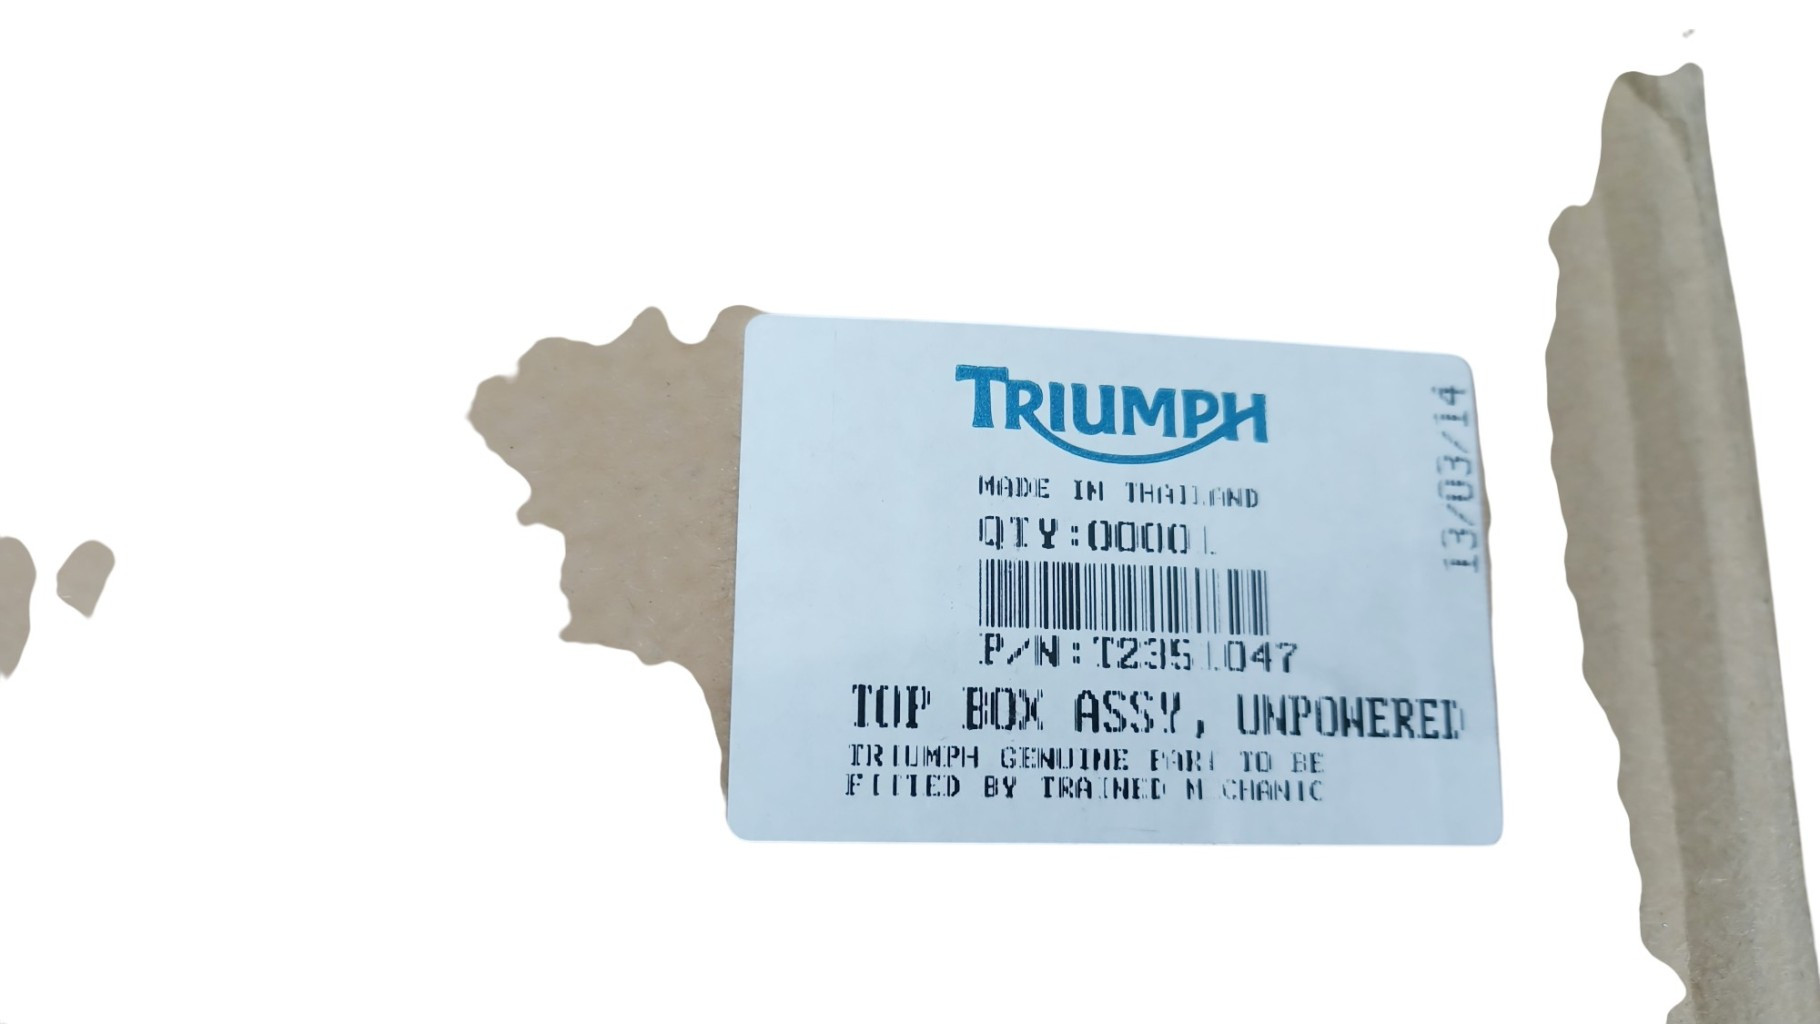 TRIUMPH
MADE IN THAILAND
QTY:00001
P/N:T2351047
TOP BOX ASSY, UNPOWERED
TRIUMPH GENUINE PART TO BE
FITTED BY TRAINED MECHANIC
13/03/14